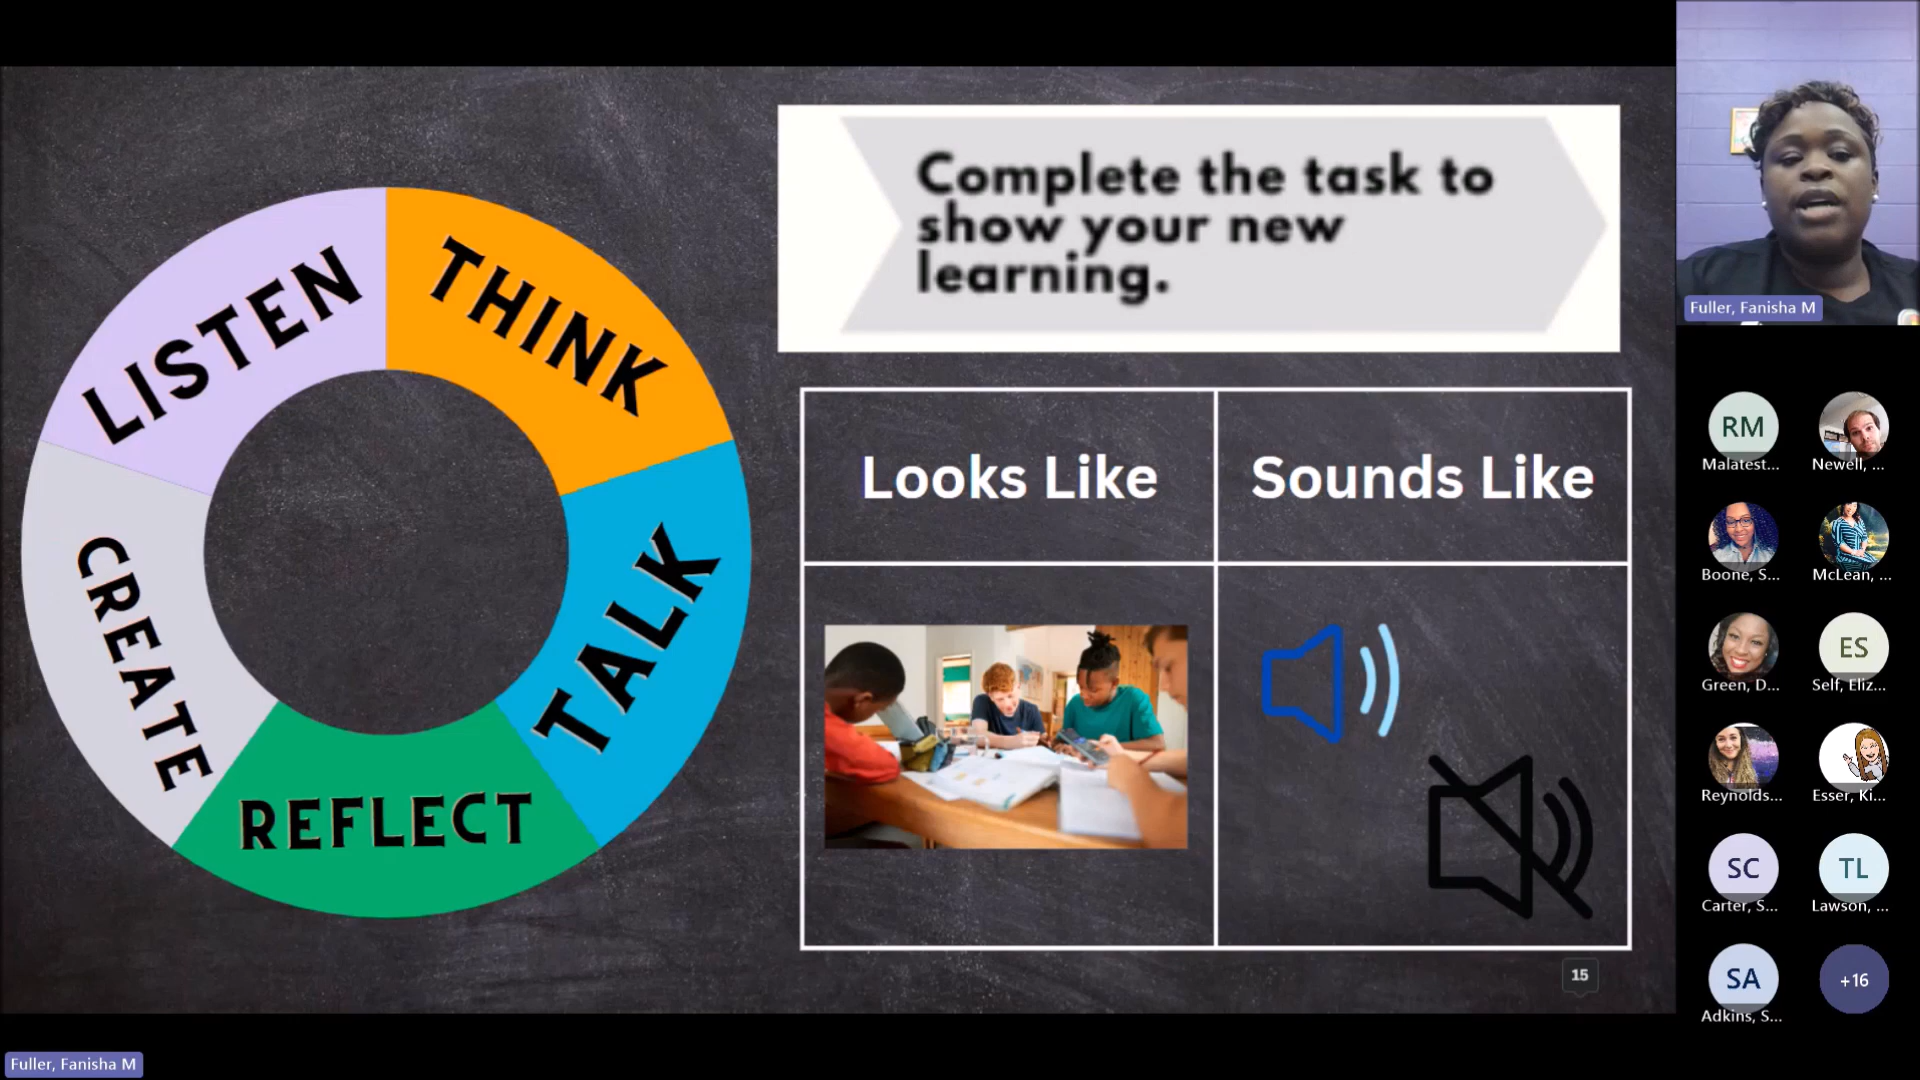 LISTEN
THINK
TALK
REFLECT
CREATE
Complete the task to
show your new
learning.
Looks Like
Sounds Like
15
Fuller, Fanisha M
RM
Malatest...
Newell, ...
Boone, S...
McLean, ...
Green, D...
ES
Self, Eliz...
Reynolds...
Esser, Ki...
SC
Carter, S...
TL
Lawson, ...
SA
Adkins, S...
+16
Fuller, Fanisha M